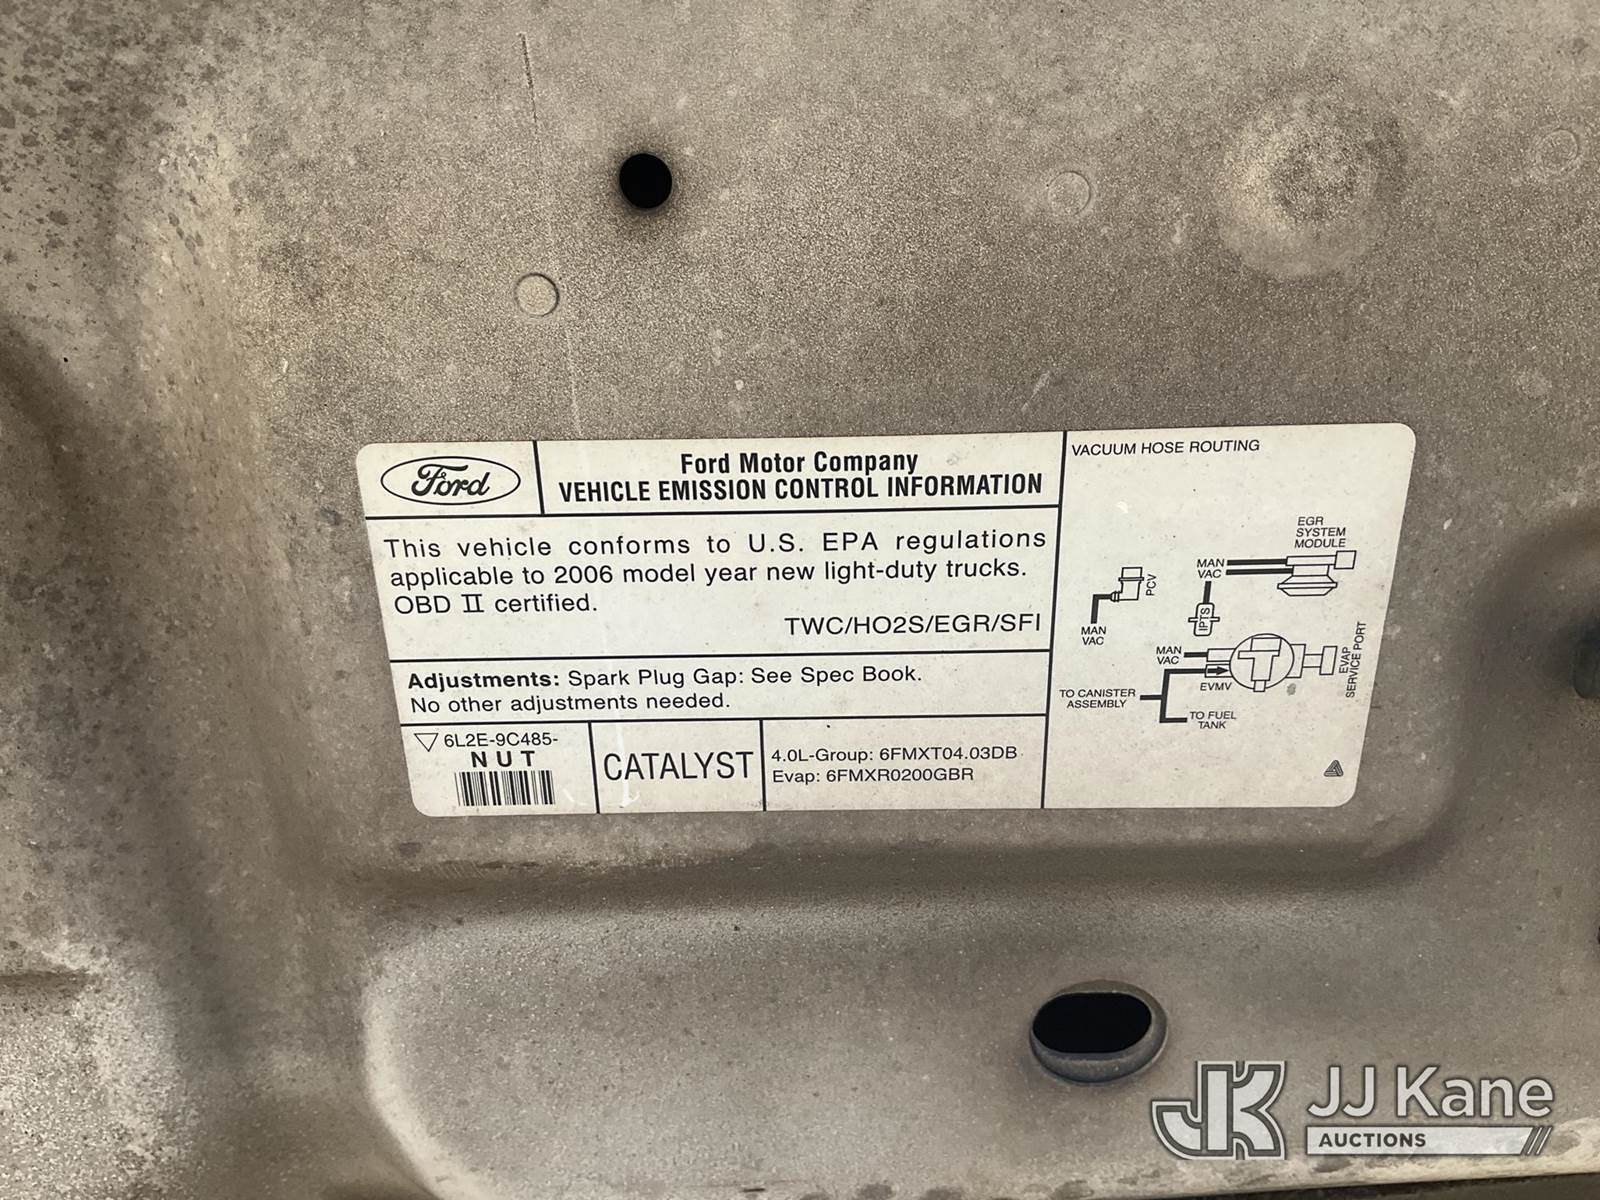 Ford
Ford Motor Company
VEHICLE EMISSION CONTROL INFORMATION
This vehicle conforms to U.S. EPA regulations
applicable to 2006 model year new light-duty trucks.
OBD II certified.
TWC/HO2S/EGR/SFI
Adjustments: Spark Plug Gap: See Spec Book.
No other adjustments needed.
6L2E-9C485-
NUT
CATALYST
4.0L-Group: 6FMXT04.03DB
Evap: 6FMXR0200GBR
VACUUM HOSE ROUTING
EGR
SYSTEM
MODULE
MAN
VAC
PCV
IPTS
MAN
VAC
MAN
VAC
EVMV
EVAP
SERVICE PORT
TO CANISTER
ASSEMBLY
TO FUEL
TANK
JK
JJ Kane
AUCTIONS